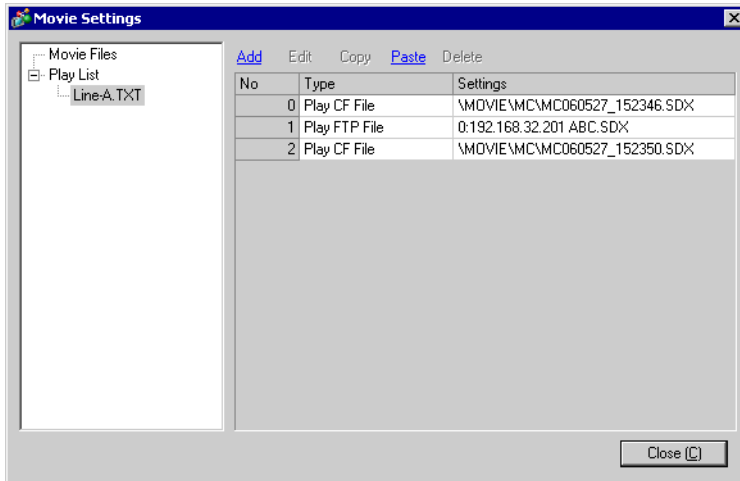 Movie Settings
Movie Files
Play List
Line-A.TXT
Add Edit Copy Paste Delete
No Type Settings
0 Play CF File \MOVIE\MC\MC060527_152346.SDX
1 Play FTP File 0:192.168.32.201 ABC.SDX
2 Play CF File \MOVIE\MC\MC060527_152350.SDX
Close (C)